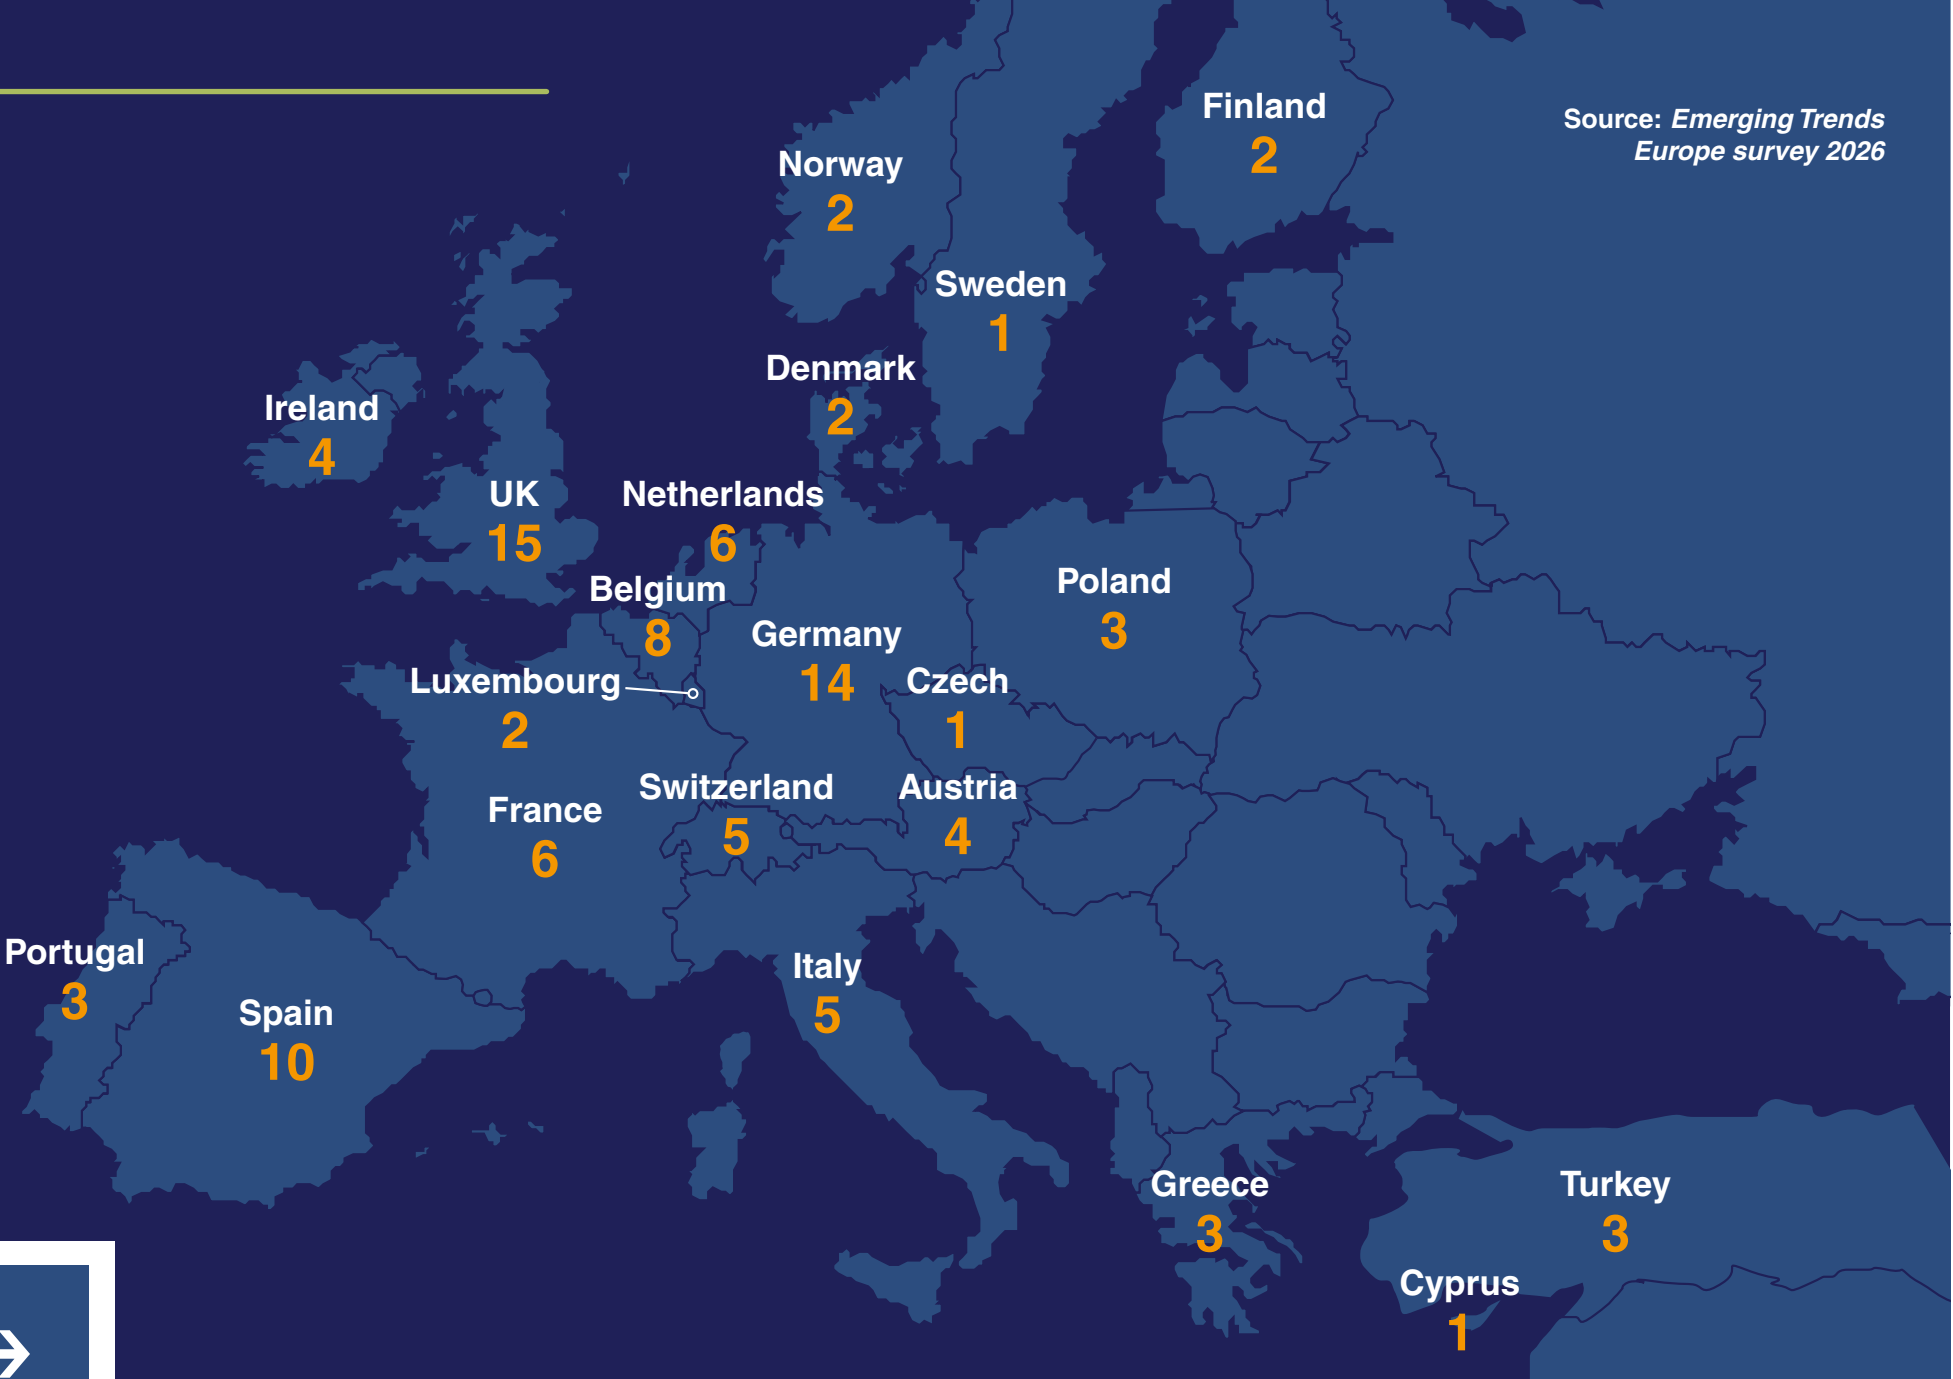 Finland
2
Source: Emerging Trends
Europe survey 2026
Norway
2
Sweden
1
Denmark
2
Ireland
4
UK
15
Netherlands
6
Belgium
8
Poland
3
Germany
14
Luxembourg
2
Czech
1
Switzerland
5
Austria
4
France
6
Portugal
3
Italy
5
Spain
10
Greece
3
Turkey
3
Cyprus
1